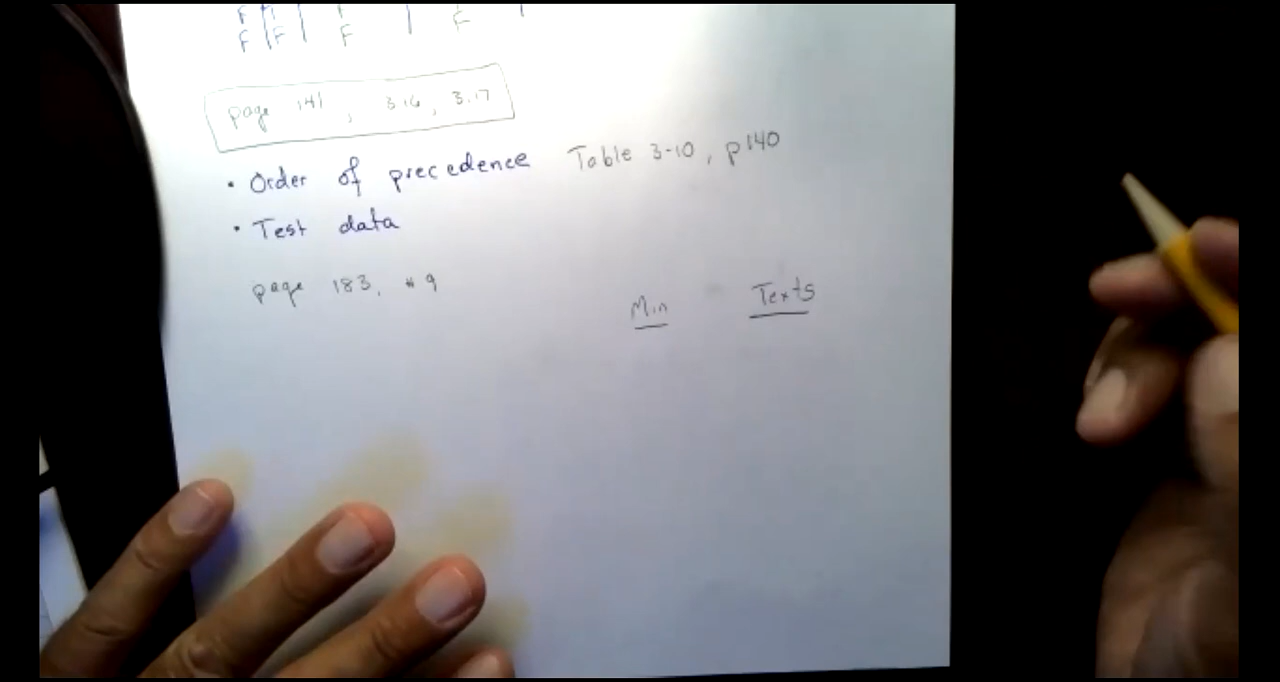 F F F F
page 141, 3.16, 3.17
• Order of precedence Table 3-10, p140
• Test data
page 183, #9
Min Texts